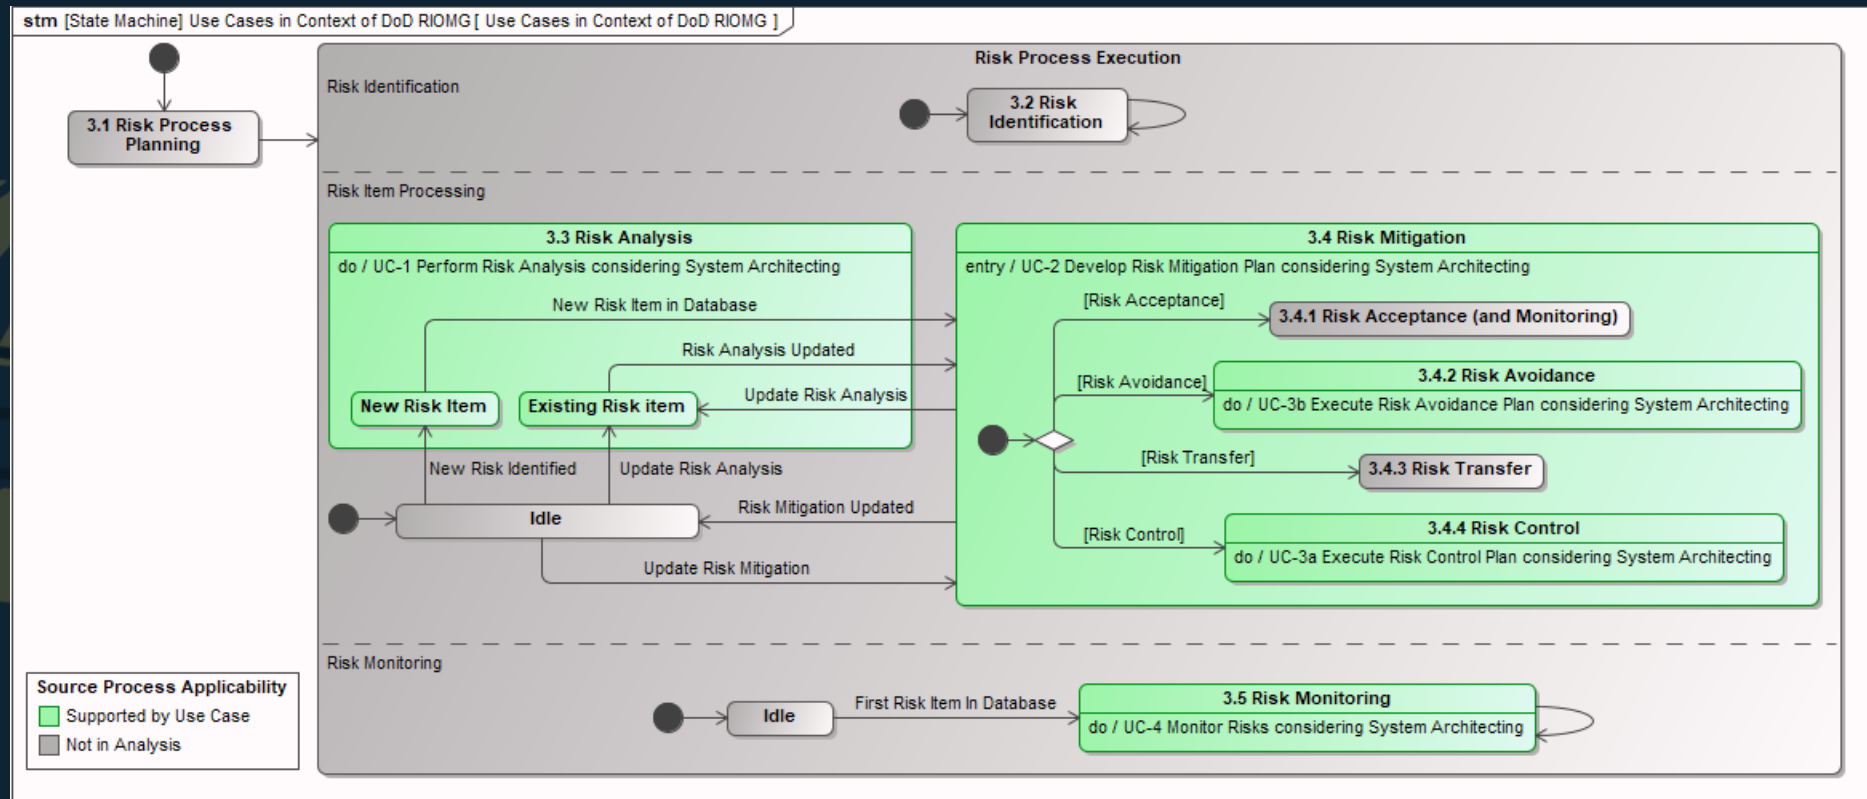 stm [State Machine] Use Cases in Context of DoD RIOMG [ Use Cases in Context of DoD RIOMG ]
Risk Process Execution
Risk Identification
3.1 Risk Process
Planning
3.2 Risk
Identification
Risk Item Processing
3.3 Risk Analysis
do / UC-1 Perform Risk Analysis considering System Architecting
New Risk Item in Database
Risk Analysis Updated
Update Risk Analysis
New Risk Item
Existing Risk item
New Risk Identified
Update Risk Analysis
Idle
Risk Mitigation Updated
Update Risk Mitigation
3.4 Risk Mitigation
entry / UC-2 Develop Risk Mitigation Plan considering System Architecting
[Risk Acceptance]
3.4.1 Risk Acceptance (and Monitoring)
[Risk Avoidance]
3.4.2 Risk Avoidance
do / UC-3b Execute Risk Avoidance Plan considering System Architecting
[Risk Transfer]
3.4.3 Risk Transfer
[Risk Control]
3.4.4 Risk Control
do / UC-3a Execute Risk Control Plan considering System Architecting
Risk Monitoring
Idle
First Risk Item In Database
3.5 Risk Monitoring
do / UC-4 Monitor Risks considering System Architecting
Source Process Applicability
Supported by Use Case
Not in Analysis